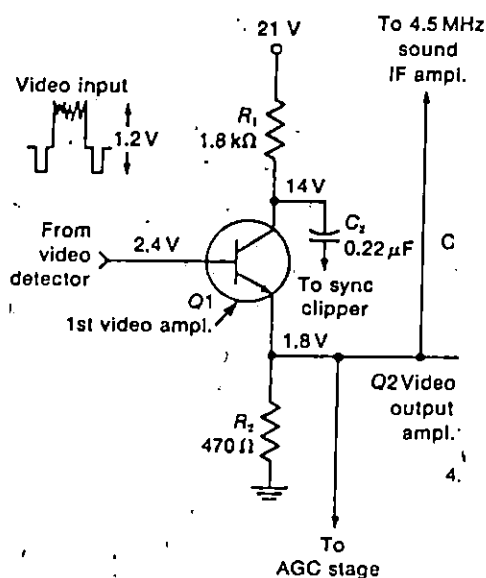 To 4.5 MHz
sound
IF ampl.
21 V
Video input
1.2 V
R₁
1.8 kΩ
14 V
C₂
0.22 μF
C
From
video
detector
2.4 V
To sync
clipper
Q1
1st video ampl.
1.8 V
Q2 Video
output
ampl.
4.
R₂
470 Ω
To
AGC stage